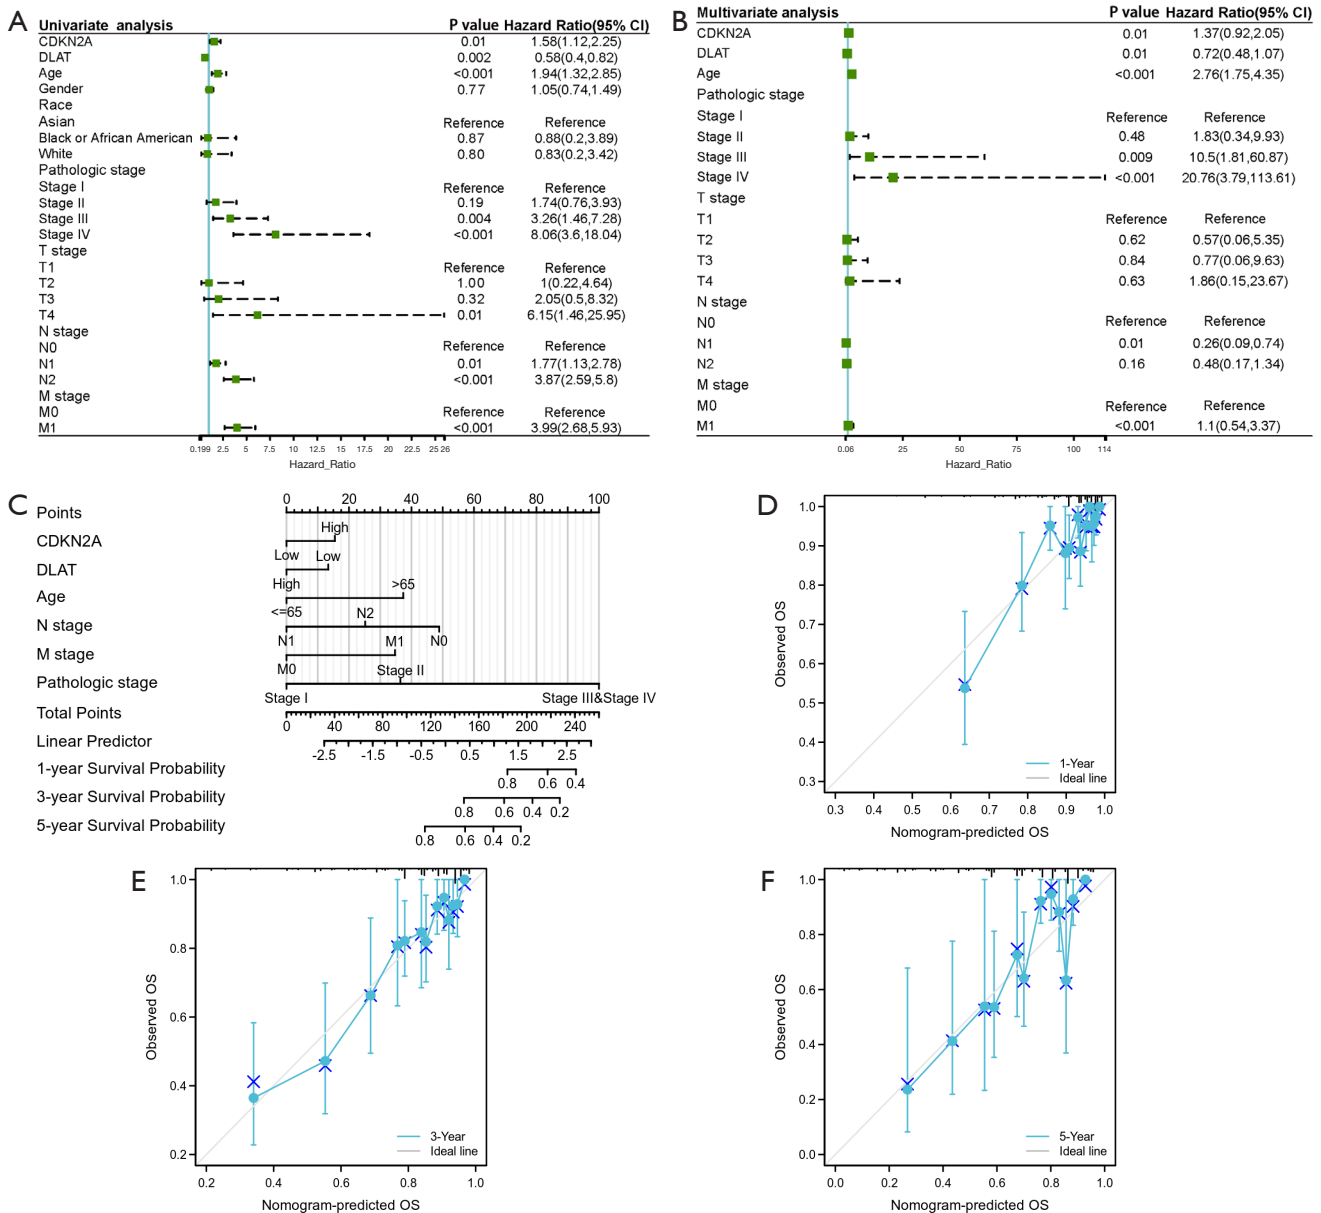 A
Univariate analysis P value Hazard Ratio(95% CI)
CDKN2A 0.01 1.58(1.12,2.25)
DLAT 0.002 0.58(0.4,0.82)
Age <0.001 1.94(1.32,2.85)
Gender 0.77 1.05(0.74,1.49)
Race
Asian Reference Reference
Black or African American 0.87 0.88(0.2,3.89)
White 0.80 0.83(0.2,3.42)
Pathologic stage
Stage I Reference Reference
Stage II 0.19 1.74(0.76,3.93)
Stage III 0.004 3.26(1.46,7.28)
Stage IV <0.001 8.06(3.6,18.04)
T stage
T1 Reference Reference
T2 1.00 1(0.22,4.64)
T3 0.32 2.05(0.5,8.32)
T4 0.01 6.15(1.46,25.95)
N stage
N0 Reference Reference
N1 0.01 1.77(1.13,2.78)
N2 <0.001 3.87(2.59,5.8)
M stage
M0 Reference Reference
M1 <0.001 3.99(2.68,5.93)
2.5 5 7.5 10 12.5 15 17.5 20 22.5 25 26
Hazard_Ratio
B
Multivariate analysis P value Hazard Ratio(95% CI)
CDKN2A 0.01 1.37(0.92,2.05)
DLAT 0.01 0.72(0.48,1.07)
Age <0.001 2.76(1.75,4.35)
Pathologic stage
Stage I Reference Reference
Stage II 0.48 1.83(0.34,9.93)
Stage III 0.009 10.5(1.81,60.87)
Stage IV <0.001 20.76(3.79,113.61)
T stage
T1 Reference Reference
T2 0.62 0.57(0.06,5.35)
T3 0.84 0.77(0.06,9.63)
T4 0.63 1.86(0.15,23.67)
N stage
N0 Reference Reference
N1 0.01 0.26(0.09,0.74)
N2 0.16 0.48(0.17,1.34)
M stage
M0 Reference Reference
M1 <0.001 1.1(0.54,3.37)
0.06 25 50 75 100 114
Hazard_Ratio
C
0 20 40 60 80 100
Points
High
CDKN2A
Low Low
DLAT
High >65
Age
<=65 N2
N stage
N1 M1 N0
M stage
M0 Stage II
Pathologic stage
Stage I Stage III&Stage IV
Total Points
0 40 80 120 160 200 240
Linear Predictor
-2.5 -1.5 -0.5 0.5 1.5 2.5
1-year Survival Probability
0.8 0.6 0.4
3-year Survival Probability
0.8 0.6 0.4 0.2
5-year Survival Probability
0.8 0.6 0.4 0.2
D
Observed OS
1.0
0.9
0.8
0.7
0.6
0.5
0.4
0.3
1-Year
Ideal line
0.3 0.4 0.5 0.6 0.7 0.8 0.9 1.0
Nomogram-predicted OS
E
Observed OS
1.0
0.8
0.6
0.4
0.2
3-Year
Ideal line
0.2 0.4 0.6 0.8 1.0
Nomogram-predicted OS
F
Observed OS
1.0
0.8
0.6
0.4
0.2
0.0
5-Year
Ideal line
0.0 0.2 0.4 0.6 0.8 1.0
Nomogram-predicted OS